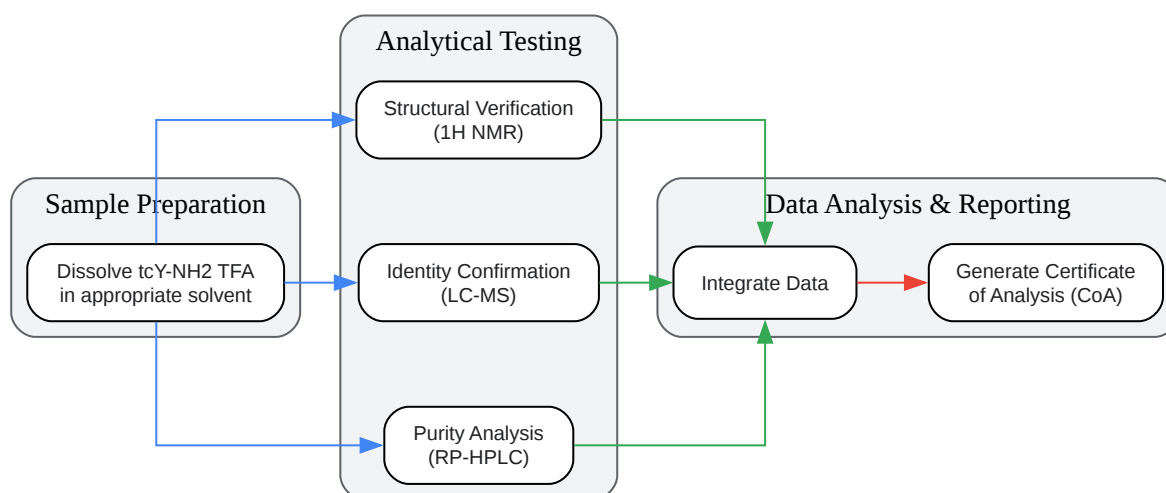 Analytical Testing
Structural Verification
(1H NMR)
Sample Preparation
Dissolve tcY-NH2 TFA
in appropriate solvent
Identity Confirmation
(LC-MS)
Purity Analysis
(RP-HPLC)
Data Analysis & Reporting
Integrate Data
Generate Certificate
of Analysis (CoA)